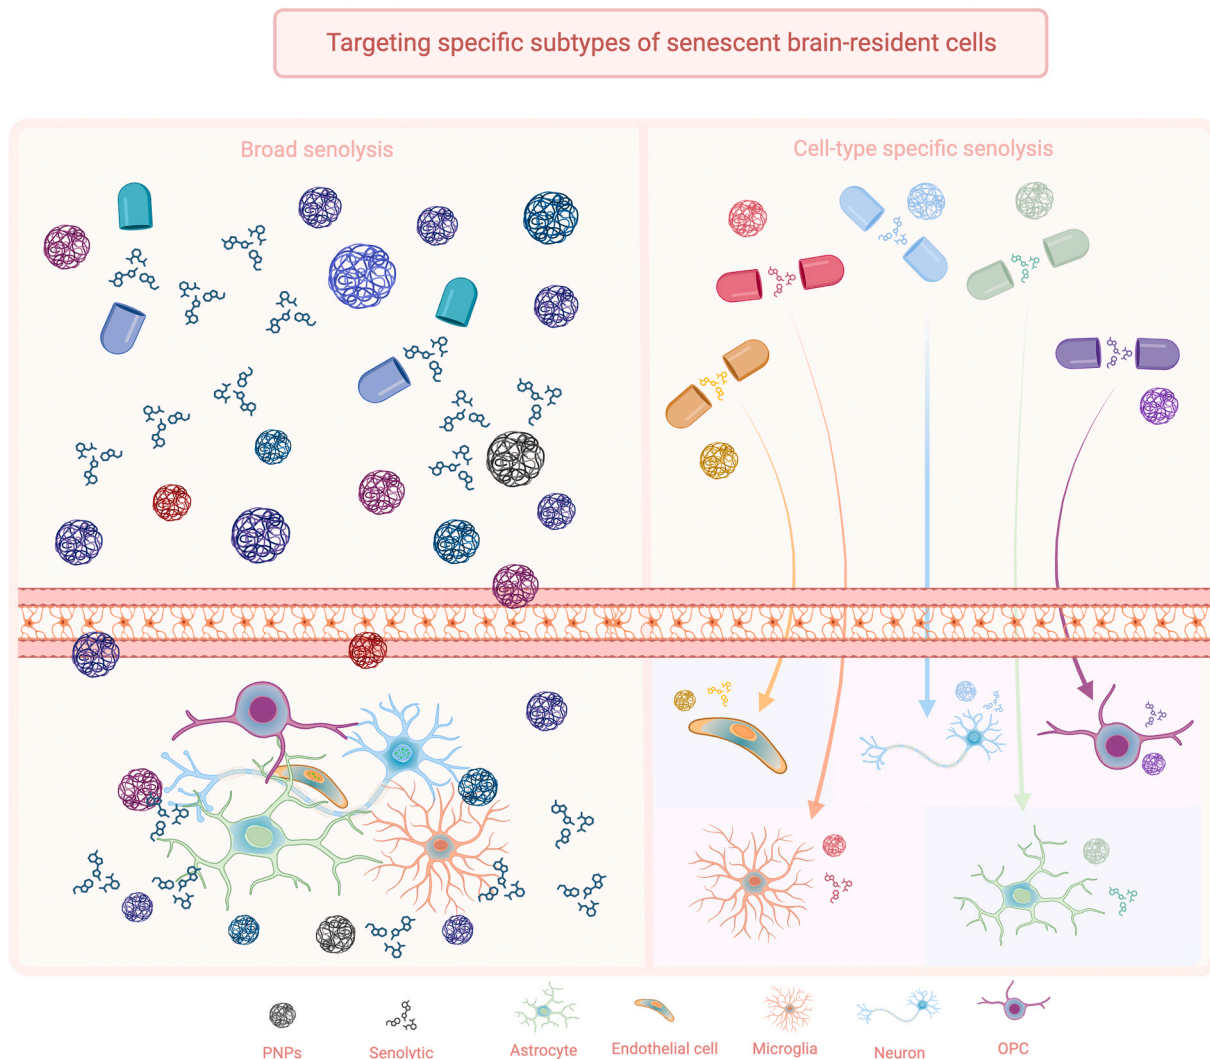 Targeting specific subtypes of senescent brain-resident cells
Broad senolysis
Cell-type specific senolysis
PNPs
Senolytic
Astrocyte
Endothelial cell
Microglia
Neuron
OPC